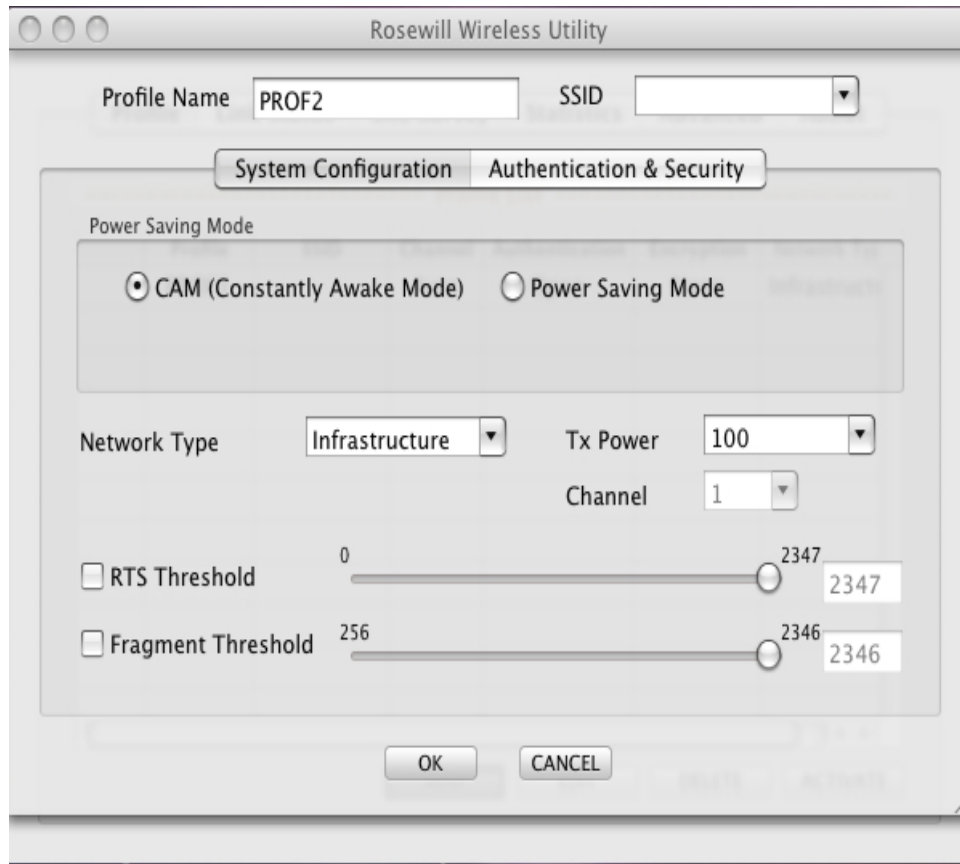 Rosewill Wireless Utility
Profile Name PROF2 SSID
System Configuration Authentication & Security
Power Saving Mode
CAM (Constantly Awake Mode) Power Saving Mode
Network Type Infrastructure Tx Power 100
Channel 1
RTS Threshold 0 2347 2347
Fragment Threshold 256 2346 2346
OK CANCEL